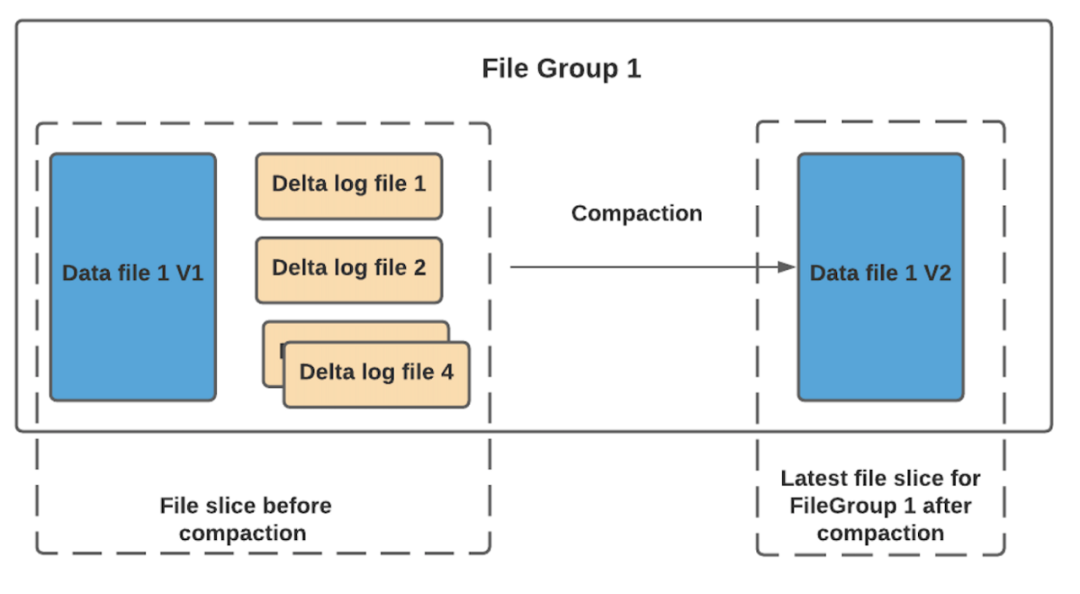 File Group 1
Delta log file 1
Compaction
Delta log file 2
Data file 1 V1
Data file 1 V2
Delta log file 4
File slice before
compaction
Latest file slice for
FileGroup 1 after
compaction